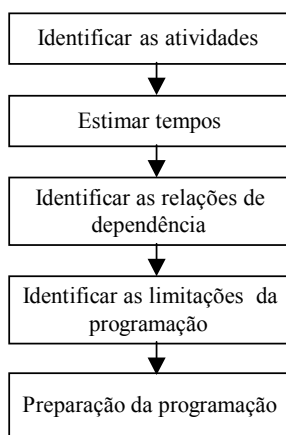 Identificar as atividades
Estimar tempos
Identificar as relações de
dependência
Identificar as limitações da
programação
Preparação da programação